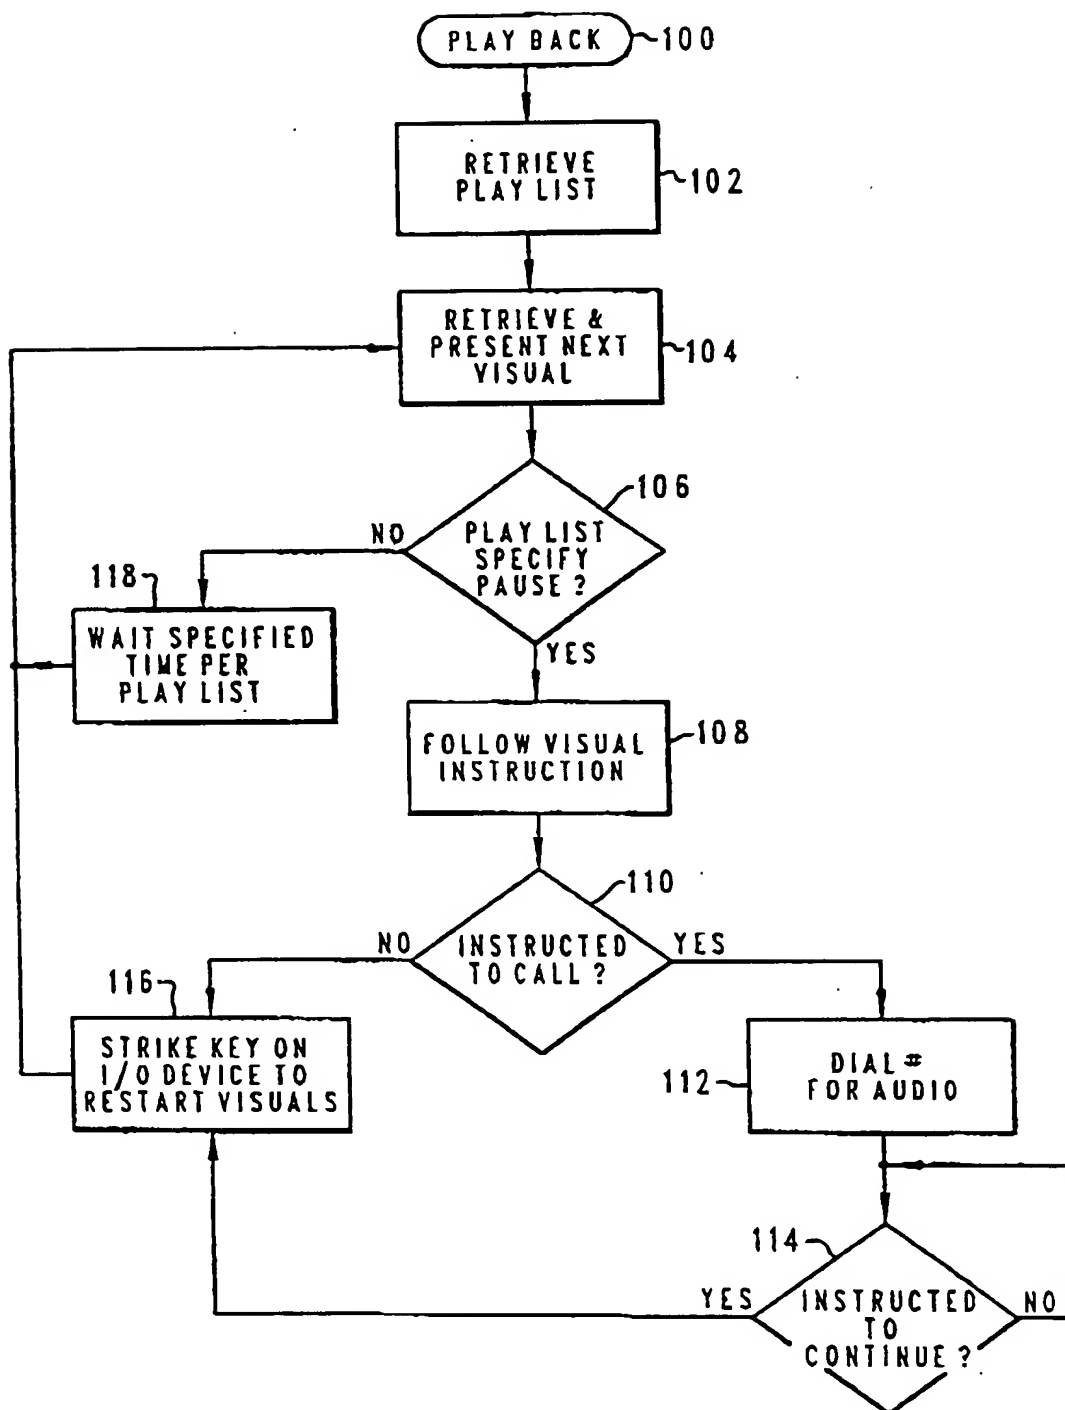 PLAY BACK
100
RETRIEVE
PLAY LIST
102
RETRIEVE &
PRESENT NEXT
VISUAL
104
106
NO
PLAY LIST
SPECIFY
PAUSE ?
118
YES
WAIT SPECIFIED
TIME PER
PLAY LIST
108
FOLLOW VISUAL
INSTRUCTION
110
NO
INSTRUCTED
TO CALL ?
YES
116
STRIKE KEY ON
I/O DEVICE TO
RESTART VISUALS
112
DIAL #
FOR AUDIO
114
YES
INSTRUCTED
TO
CONTINUE ?
NO